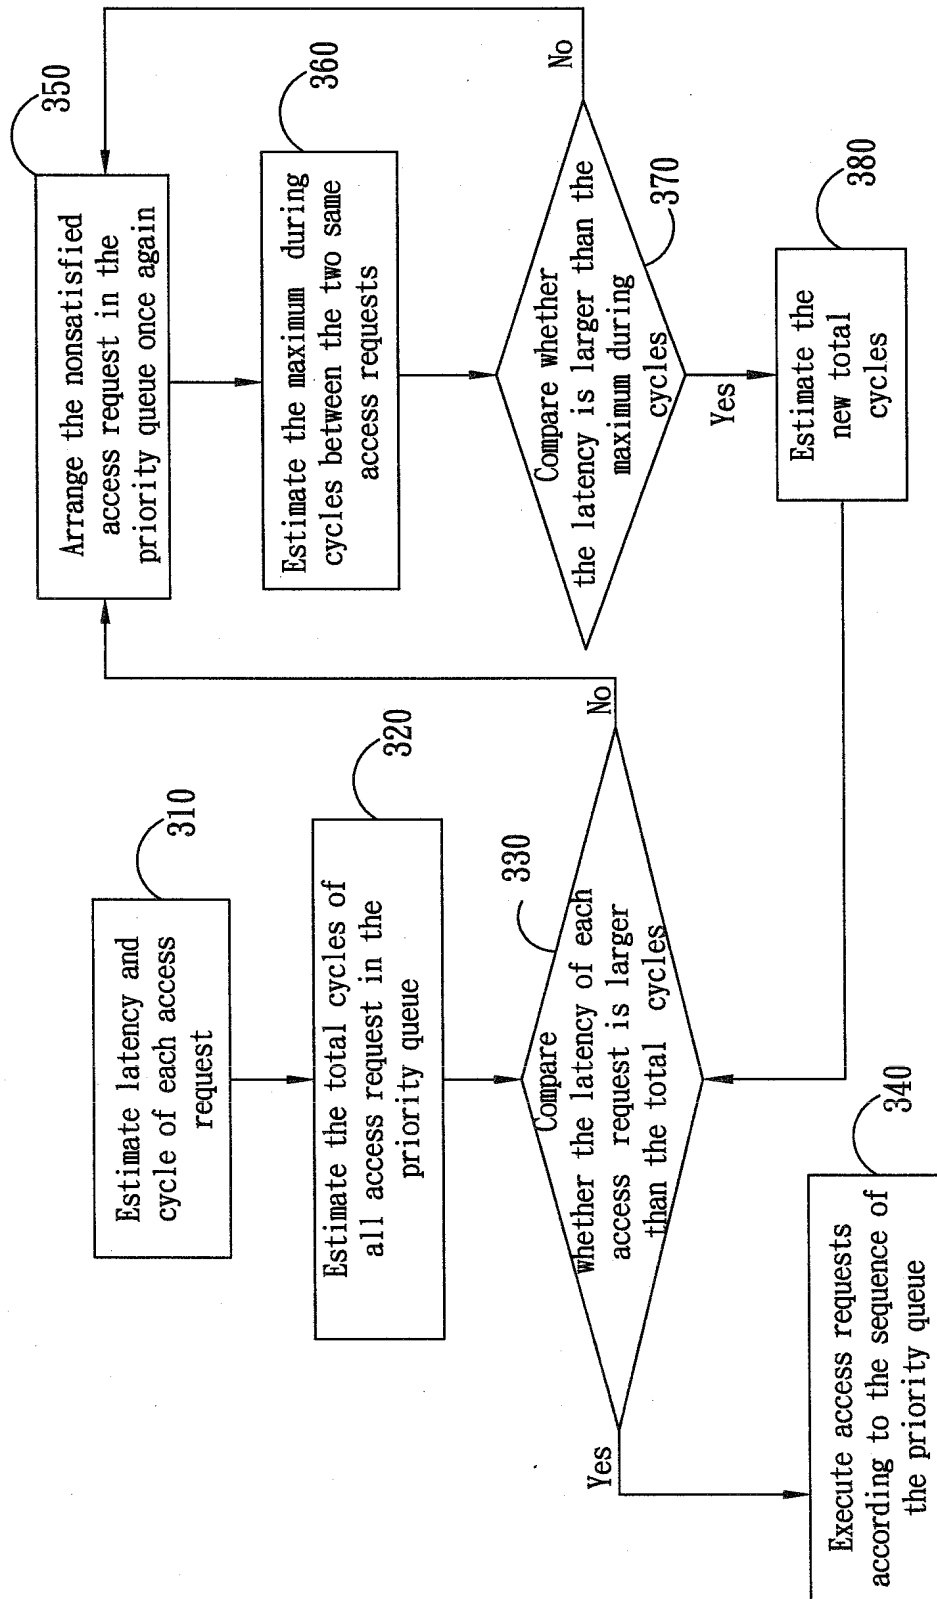 310
Estimate latency and
cycle of each access
request
320
Estimate the total cycles of
all access request in the
priority queue
330
Compare
whether the latency of each
access request is larger
than the total cycles
Yes
No
340
Execute access requests
according to the sequence of
the priority queue
350
Arrange the nonsatisfied
access request in the
priority queue once again
360
Estimate the maximum during
cycles between the two same
access requests
370
Compare whether
the latency is larger than the
maximum during
cycles
No
Yes
380
Estimate the
new total
cycles